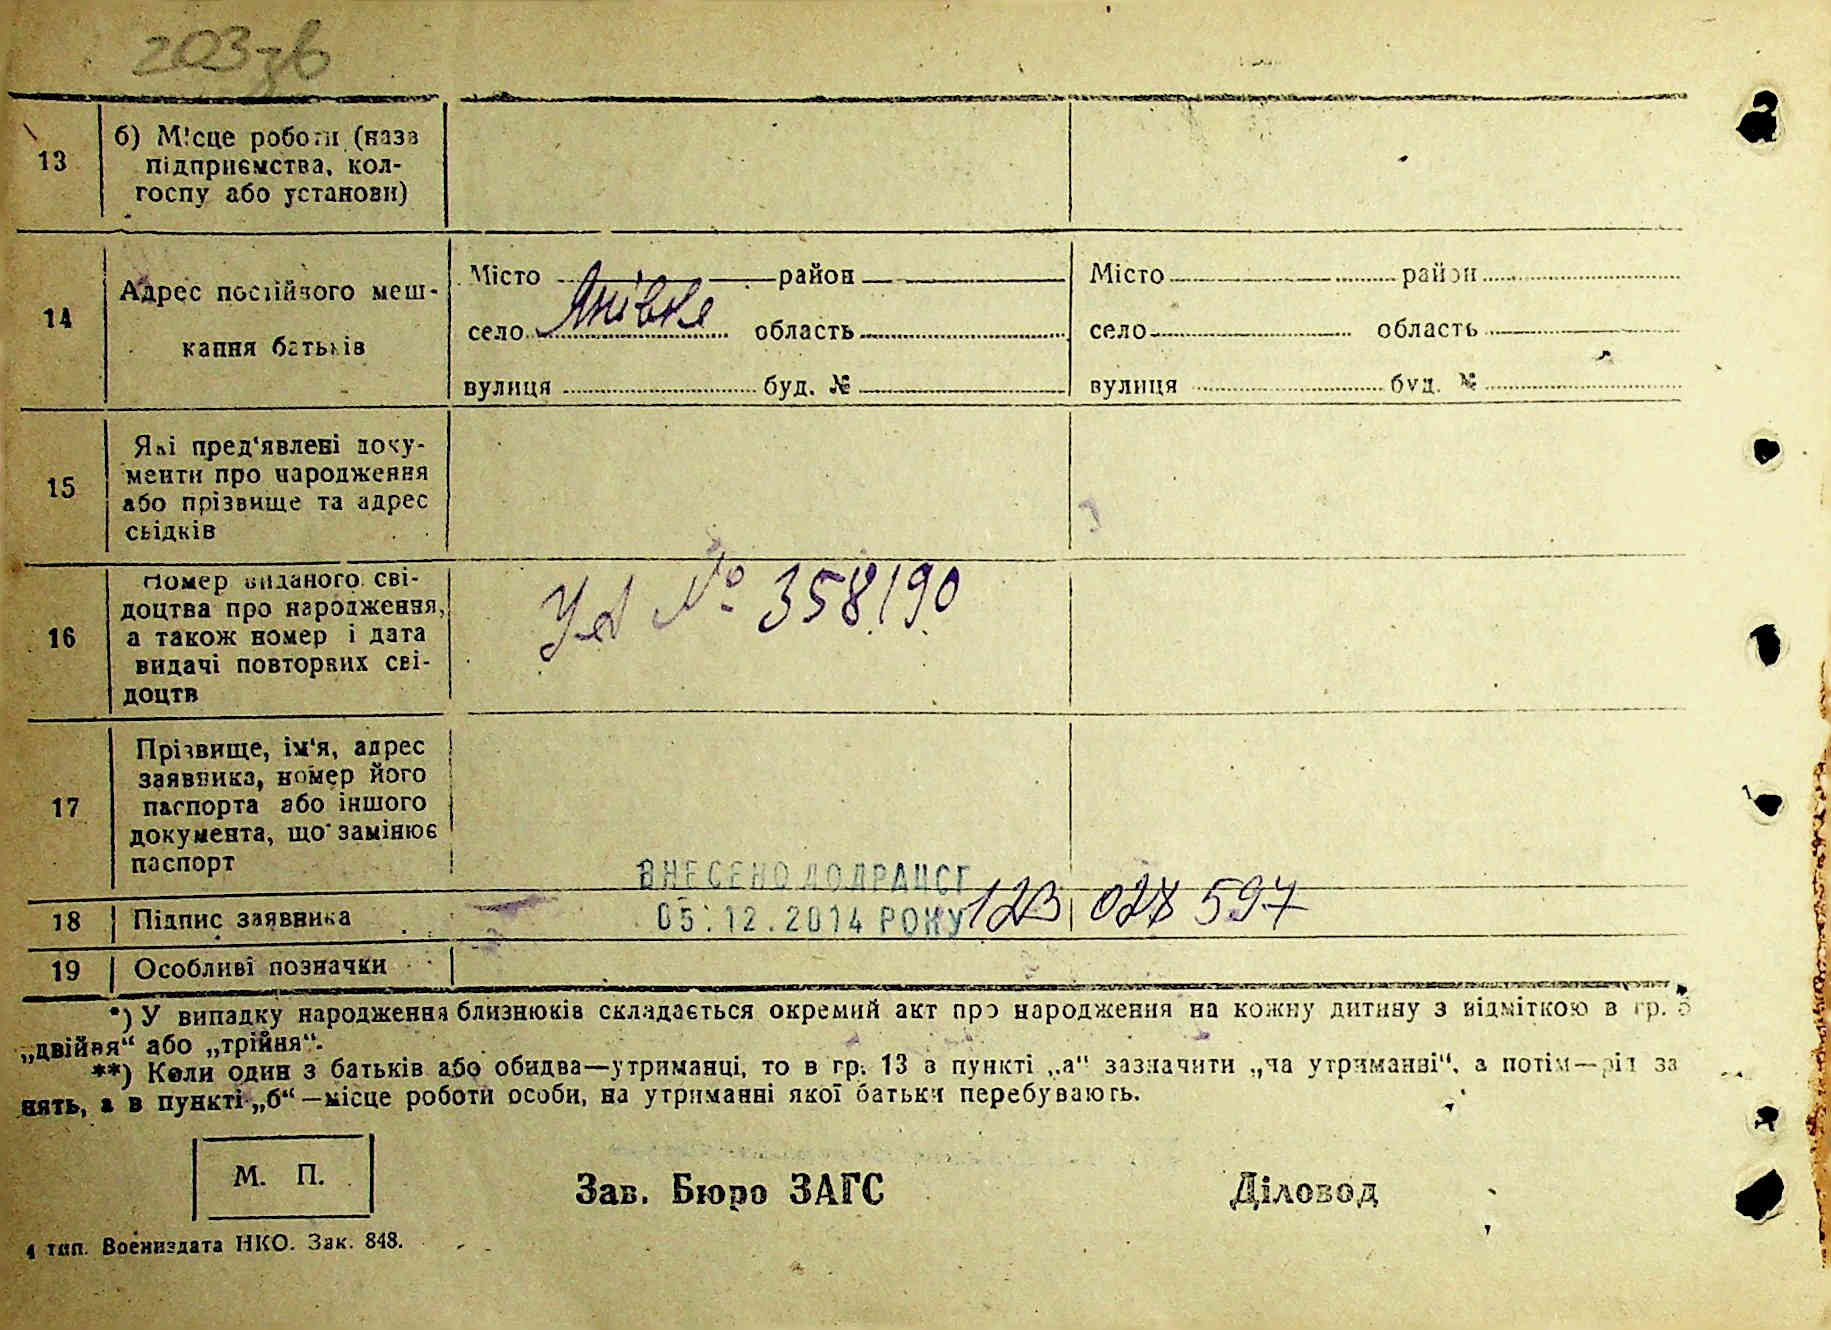 203зв
13
б) Місце роботи (назв
підприємства, кол-
госпу або установи)
14
Адрес постійного меш-
кання батьків
Місто район
село Янівка область
вулиця буд. №
Місто район
село область
вулиця буд. №
15
Які пред'явлені доку-
менти про народження
або прізвище та адрес
свідків
16
Номер виданого сві-
доцтва про народження,
а також номер і дата
видачі повторних сві-
доцтв
№ 358190
17
Прізвище, ім'я, адрес
заявника, номер його
паспорта або іншого
документа, що замінює
паспорт
ВНЕСЕНО ДО ДРАЦСГ
05.12.2014 РОКУ 123 028 597
18 Підпис заявника
19 Особливі позначки
*) У випадку народження близнюків складається окремий акт про народження на кожну дитину з відміткою в гр. 5
„двійня“ або „трійня“.
**) Коли один з батьків або обидва—утриманці, то в гр. 13 в пункті „а“ зазначити „на утриманні“, а потім—рід за
нять, а в пункті „б“—місце роботи особи, на утриманні якої батьки перебувають.
М. П.
Зав. Бюро ЗАГС
Діловод
4 тип. Воениздата НКО. Зак. 848.